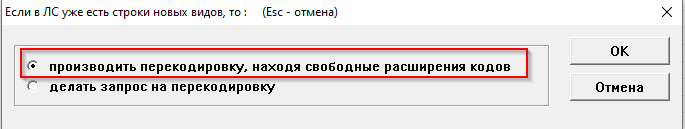 Если в ЛС уже есть строки новых видов, то :    (Esc - отмена)
производить перекодировку, находя свободные расширения кодов
делать запрос на перекодировку
OK
Отмена